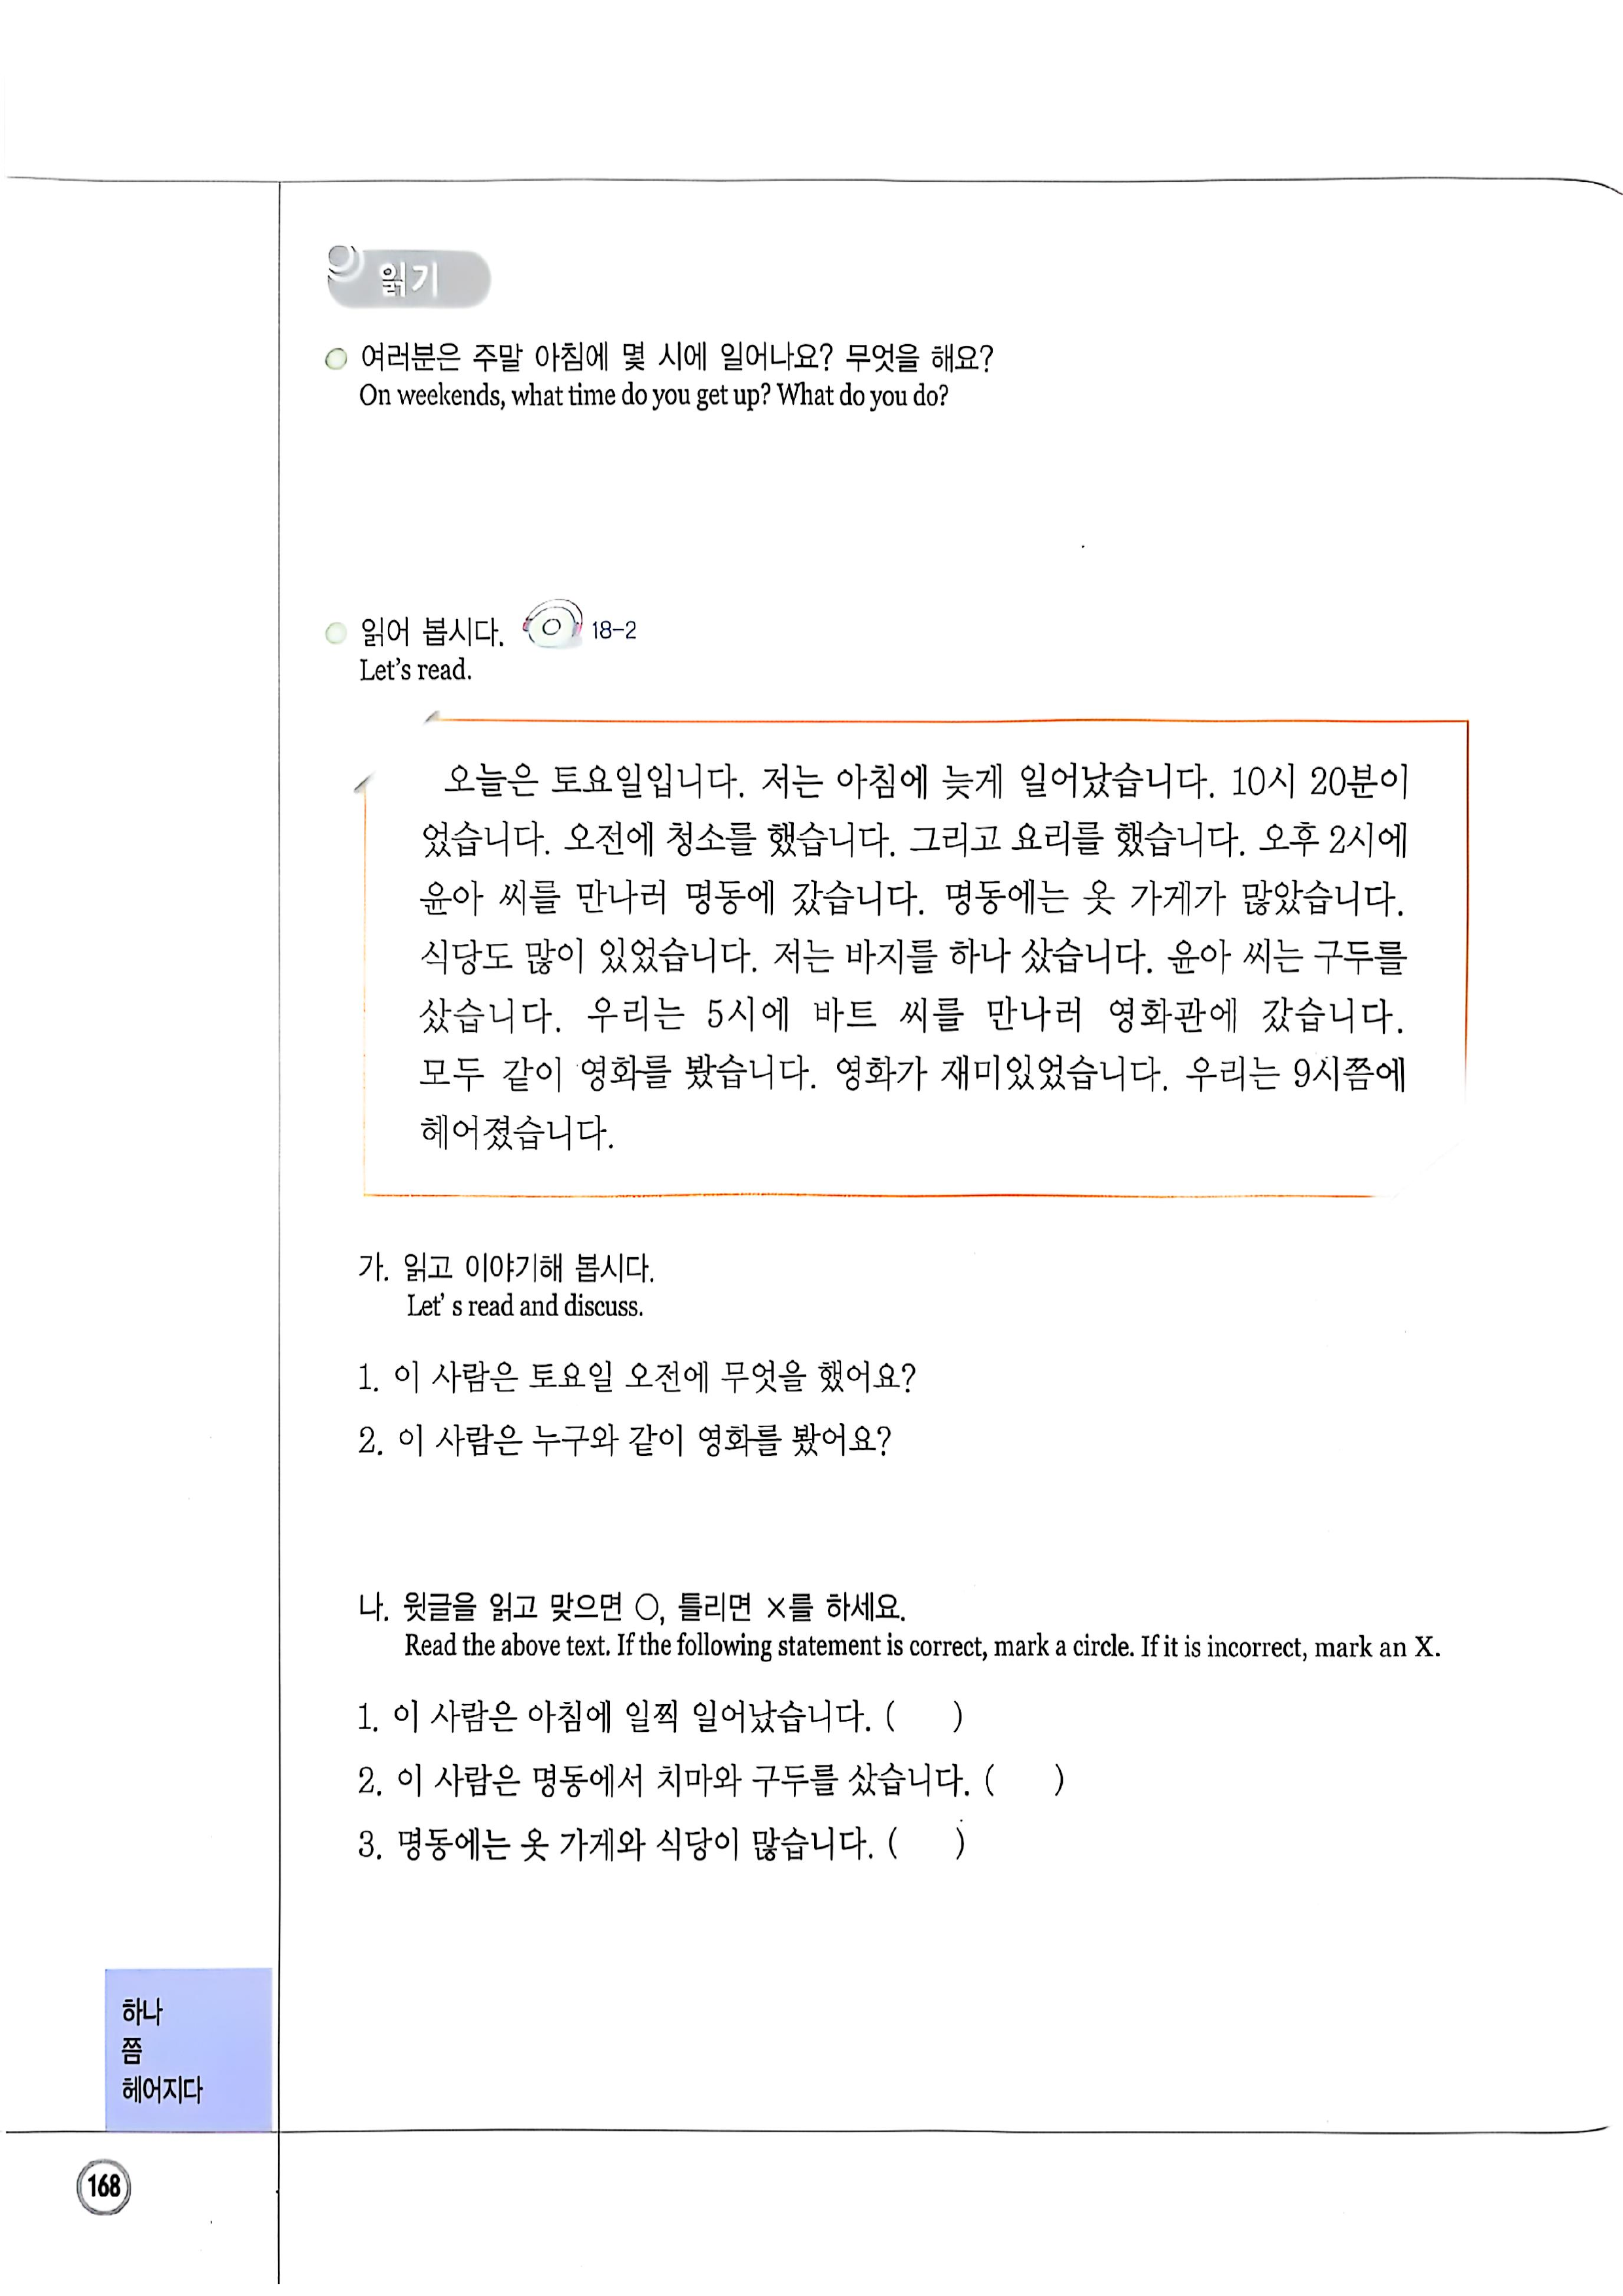 읽기
여러분은 주말 아침에 몇 시에 일어나요? 무엇을 해요?
On weekends, what time do you get up? What do you do?
읽어 봅시다. 18-2
Let's read.
오늘은 토요일입니다. 저는 아침에 늦게 일어났습니다. 10시 20분이
었습니다. 오전에 청소를 했습니다. 그리고 요리를 했습니다. 오후 2시에
윤아 씨를 만나러 명동에 갔습니다. 명동에는 옷 가게가 많았습니다.
식당도 많이 있었습니다. 저는 바지를 하나 샀습니다. 윤아 씨는 구두를
샀습니다. 우리는 5시에 바트 씨를 만나러 영화관에 갔습니다.
모두 같이 영화를 봤습니다. 영화가 재미있었습니다. 우리는 9시쯤에
헤어졌습니다.
가. 읽고 이야기해 봅시다.
Let' s read and discuss.
1. 이 사람은 토요일 오전에 무엇을 했어요?
2. 이 사람은 누구와 같이 영화를 봤어요?
나. 윗글을 읽고 맞으면 ○, 틀리면 ×를 하세요.
Read the above text. If the following statement is correct, mark a circle. If it is incorrect, mark an X.
1. 이 사람은 아침에 일찍 일어났습니다. ( )
2. 이 사람은 명동에서 치마와 구두를 샀습니다. ( )
3. 명동에는 옷 가게와 식당이 많습니다. ( )
하나
쯤
헤어지다
168